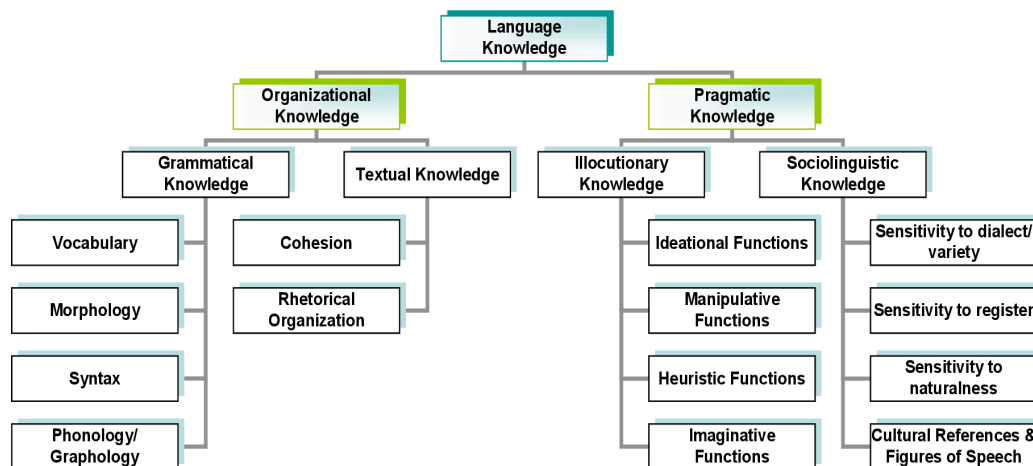 Language
Knowledge
Organizational
Knowledge
Pragmatic
Knowledge
Grammatical
Knowledge
Textual Knowledge
Illocutionary
Knowledge
Sociolinguistic
Knowledge
Vocabulary
Cohesion
Ideational Functions
Sensitivity to dialect/
variety
Morphology
Rhetorical
Organization
Manipulative
Functions
Sensitivity to register
Syntax
Heuristic Functions
Sensitivity to
naturalness
Phonology/
Graphology
Imaginative
Functions
Cultural References &
Figures of Speech